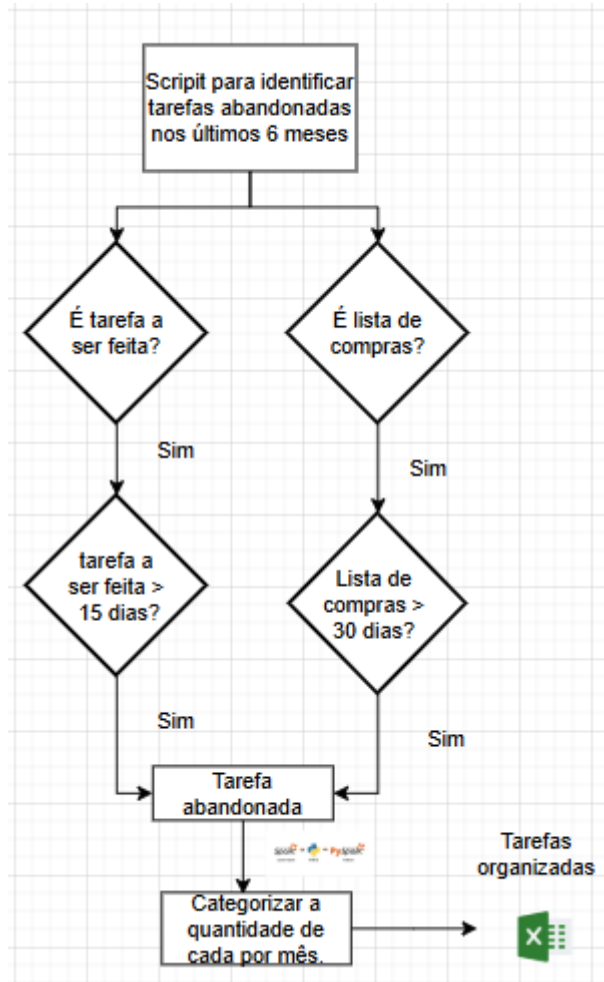 Scripit para identificar
tarefas abandonadas
nos últimos 6 meses
É tarefa a
ser feita?
É lista de
compras?
Sim
Sim
tarefa a
ser feita >
15 dias?
Lista de
compras >
30 dias?
Sim
Sim
Tarefa
abandonada
Spark + = PySpark
Tarefas
organizadas
Categorizar a
quantidade de
cada por mês.
X